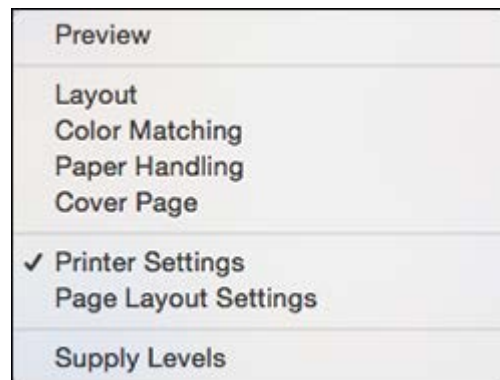 Preview
Layout
Color Matching
Paper Handling
Cover Page
✓ Printer Settings
Page Layout Settings
Supply Levels